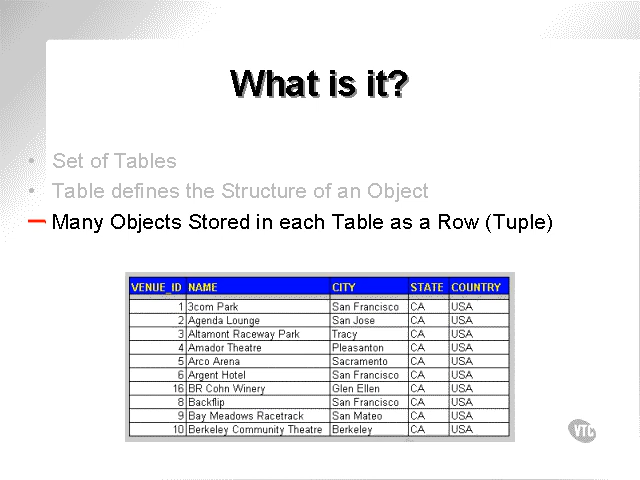 What is it?
• Set of Tables
• Table defines the Structure of an Object
Many Objects Stored in each Table as a Row (Tuple)
VENUE_ID NAME CITY STATE COUNTRY
1 3com Park San Francisco CA USA
2 Agenda Lounge San Jose CA USA
3 Altamont Raceway Park Tracy CA USA
4 Amador Theatre Pleasanton CA USA
5 Arco Arena Sacramento CA USA
6 Argent Hotel San Francisco CA USA
16 BR Cohn Winery Glen Ellen CA USA
8 Backflip San Francisco CA USA
9 Bay Meadows Racetrack San Mateo CA USA
10 Berkeley Community Theatre Berkeley CA USA
VTC